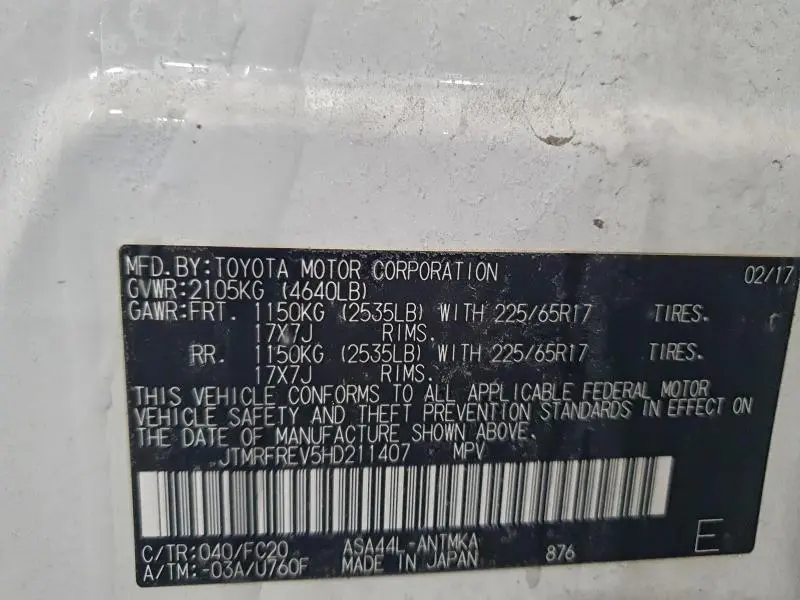 MFD.BY:TOYOTA MOTOR CORPORATION 02/17
GVWR:2105KG (4640LB)
GAWR:FRT. 1150KG (2535LB) WITH 225/65R17 TIRES.
17X7J RIMS.
RR. 1150KG (2535LB) WITH 225/65R17 TIRES.
17X7J RIMS.
THIS VEHICLE CONFORMS TO ALL APPLICABLE FEDERAL MOTOR
VEHICLE SAFETY AND THEFT PREVENTION STANDARDS IN EFFECT ON
THE DATE OF MANUFACTURE SHOWN ABOVE.
JTMRFREV5HD211407 MPV
C/TR:040/FC20 ASA44L-ANTMKA 876 E
A/TM:-03A/U760F MADE IN JAPAN